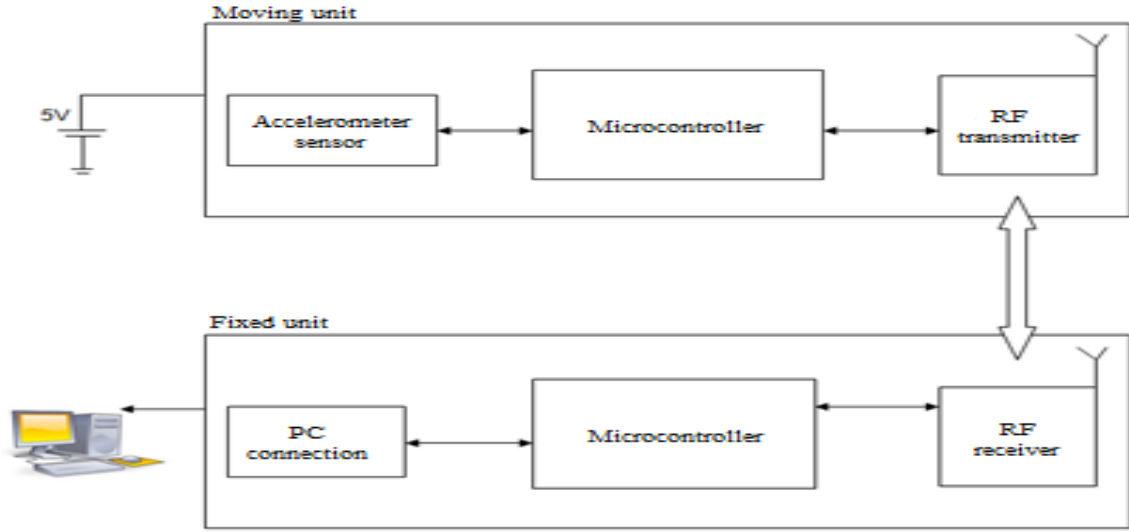 Moving unit
5V
Accelerometer
sensor
Microcontroller
RF
transmitter
Fixed unit
PC
connection
Microcontroller
RF
receiver